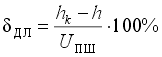 δ_ДЛ = (h_k − h) / U_ПШ · 100%